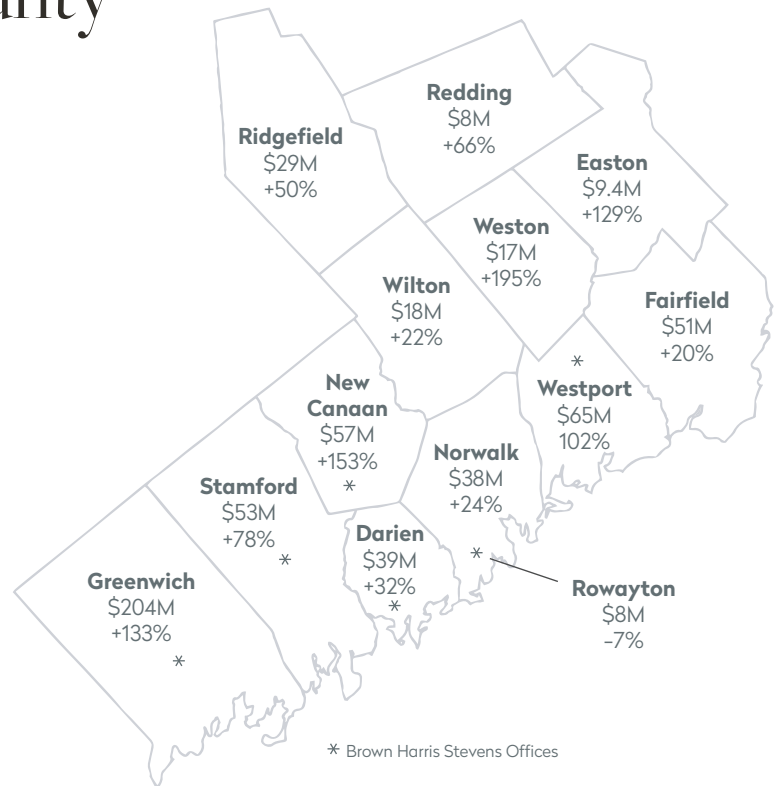 Redding
$8M
+66%
Ridgefield
$29M
+50%
Easton
$9.4M
+129%
Weston
$17M
+195%
Wilton
$18M
+22%
Fairfield
$51M
+20%
*
Westport
$65M
102%
New
Canaan
$57M
+153%
*
Norwalk
$38M
+24%
*
Stamford
$53M
+78%
*
Darien
$39M
+32%
*
Greenwich
$204M
+133%
*
Rowayton
$8M
-7%
* Brown Harris Stevens Offices